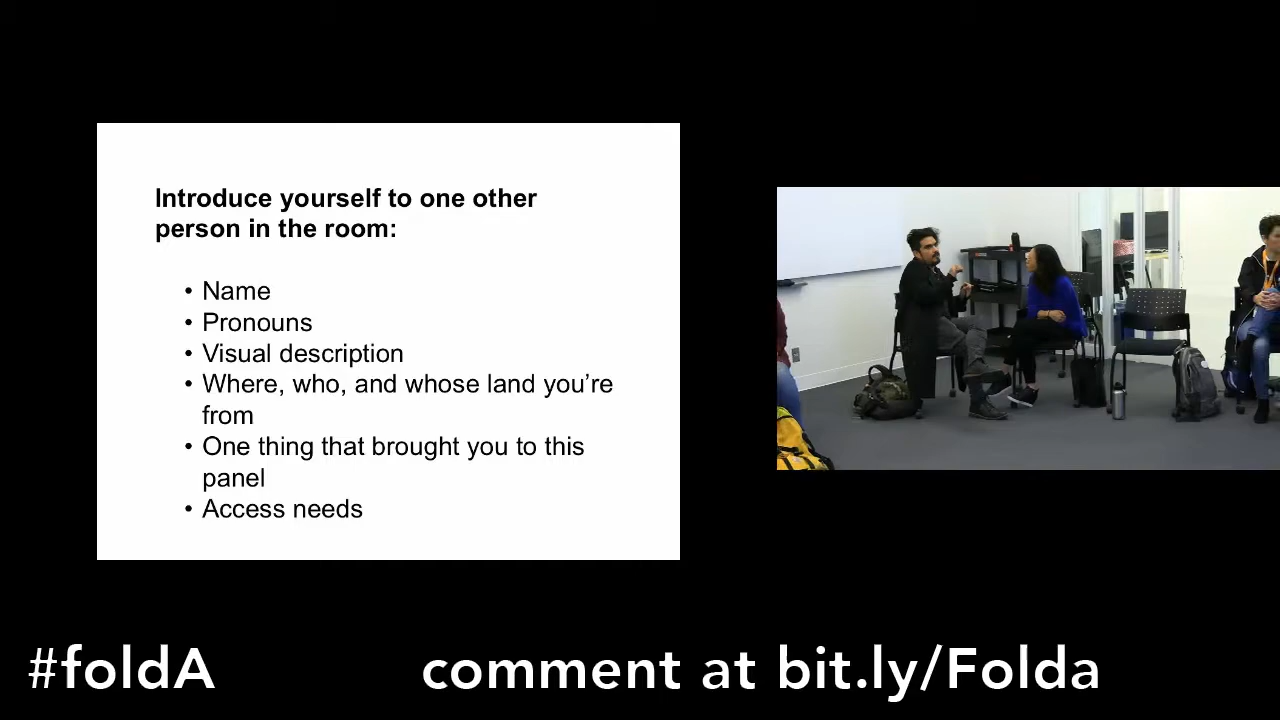 Introduce yourself to one other
person in the room:
• Name
• Pronouns
• Visual description
• Where, who, and whose land you’re
from
• One thing that brought you to this
panel
• Access needs
#foldA
comment at bit.ly/Folda